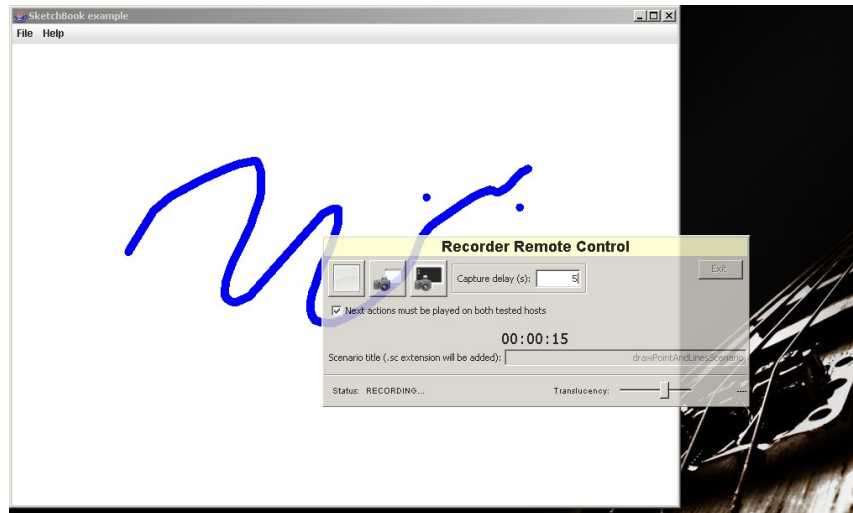 SketchBook example
File Help
Recorder Remote Control
Capture delay (s): 5
Exit
Next actions must be played on both tested hosts
00:00:15
Scenario title (.sc extension will be added): drawPointAndLinesScenario
Status: RECORDING... Translucency: ----